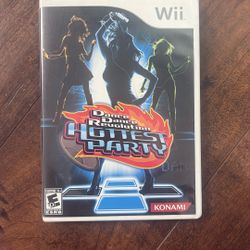 Wii
Dance
Dance
Revolution
HOTTEST
PARTY
E
KONAMI